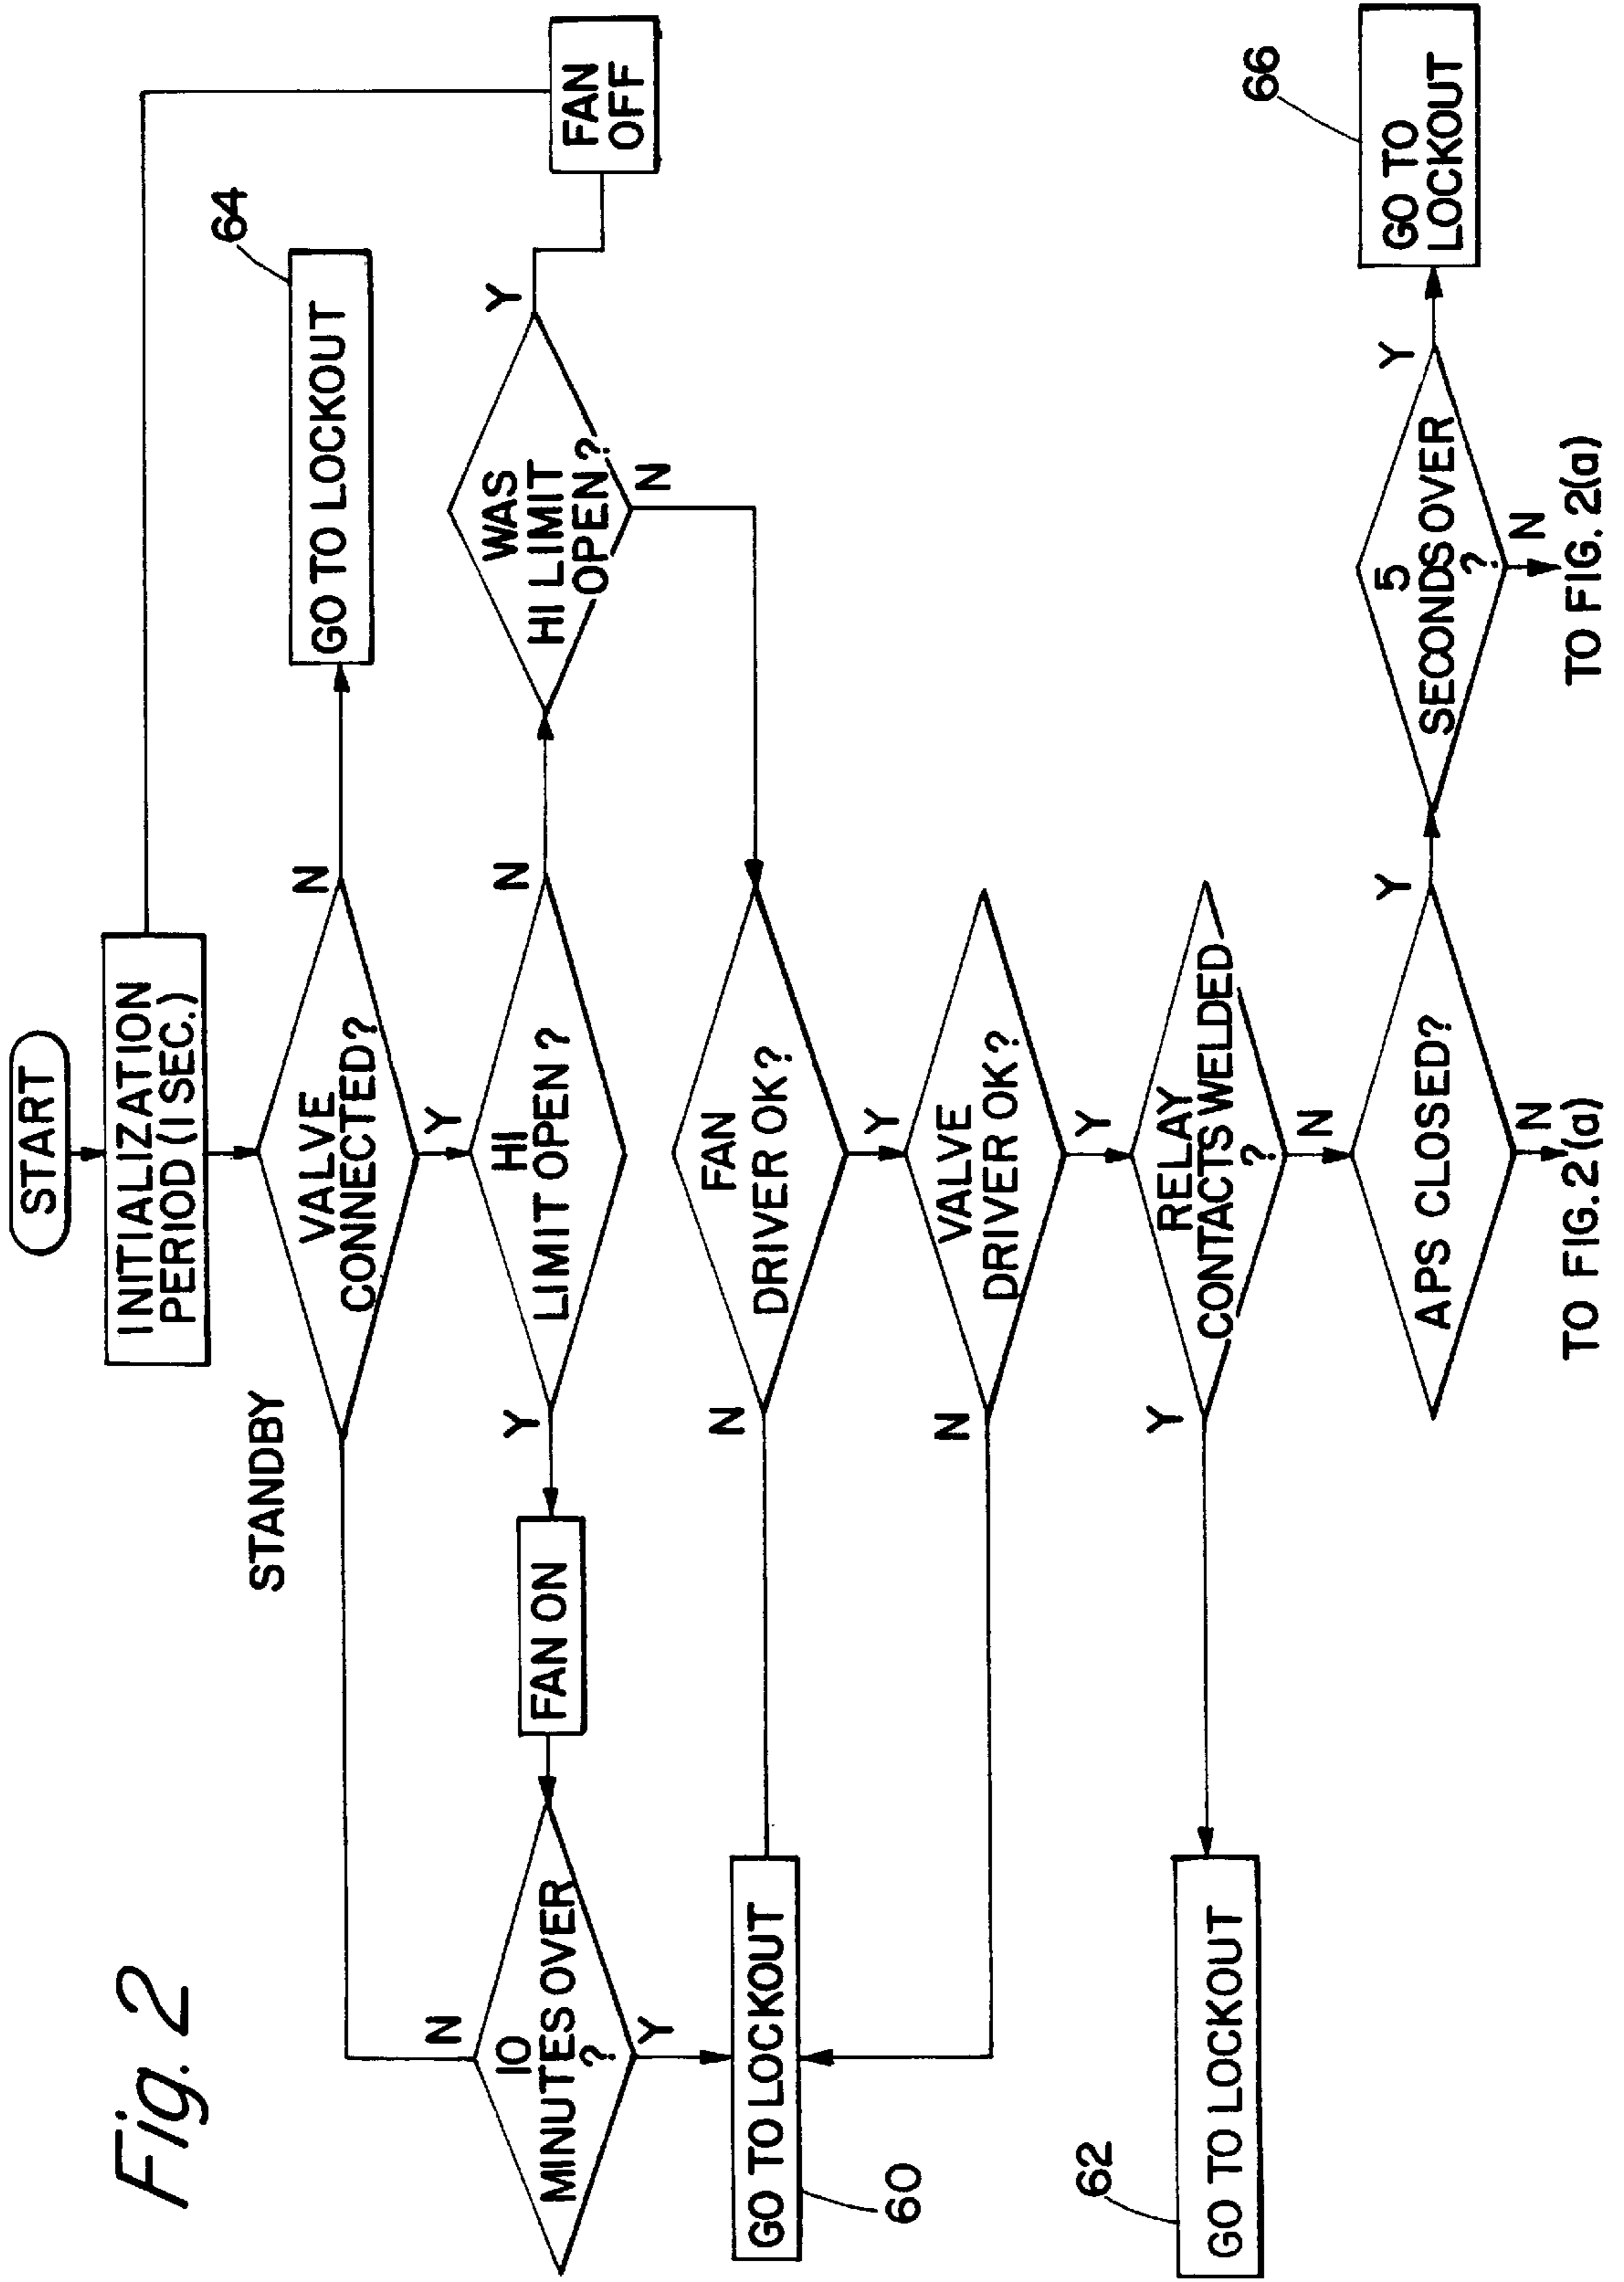 Fig. 2
START
INITIALIZATION
PERIOD (1 SEC.)
STANDBY
VALVE
CONNECTED?
N
Y
GO TO LOCKOUT
64
HI
LIMIT OPEN?
Y
N
FAN ON
10
MINUTES OVER
?
N
Y
WAS
HI LIMIT
OPEN?
Y
N
FAN
OFF
FAN
DRIVER OK?
N
Y
GO TO LOCKOUT
60
VALVE
DRIVER OK?
N
Y
RELAY
CONTACTS WELDED
?
Y
N
GO TO LOCKOUT
62
APS CLOSED?
Y
N
TO FIG. 2(a)
5
SECONDS OVER
?
Y
N
TO FIG. 2(a)
GO TO
LOCKOUT
66